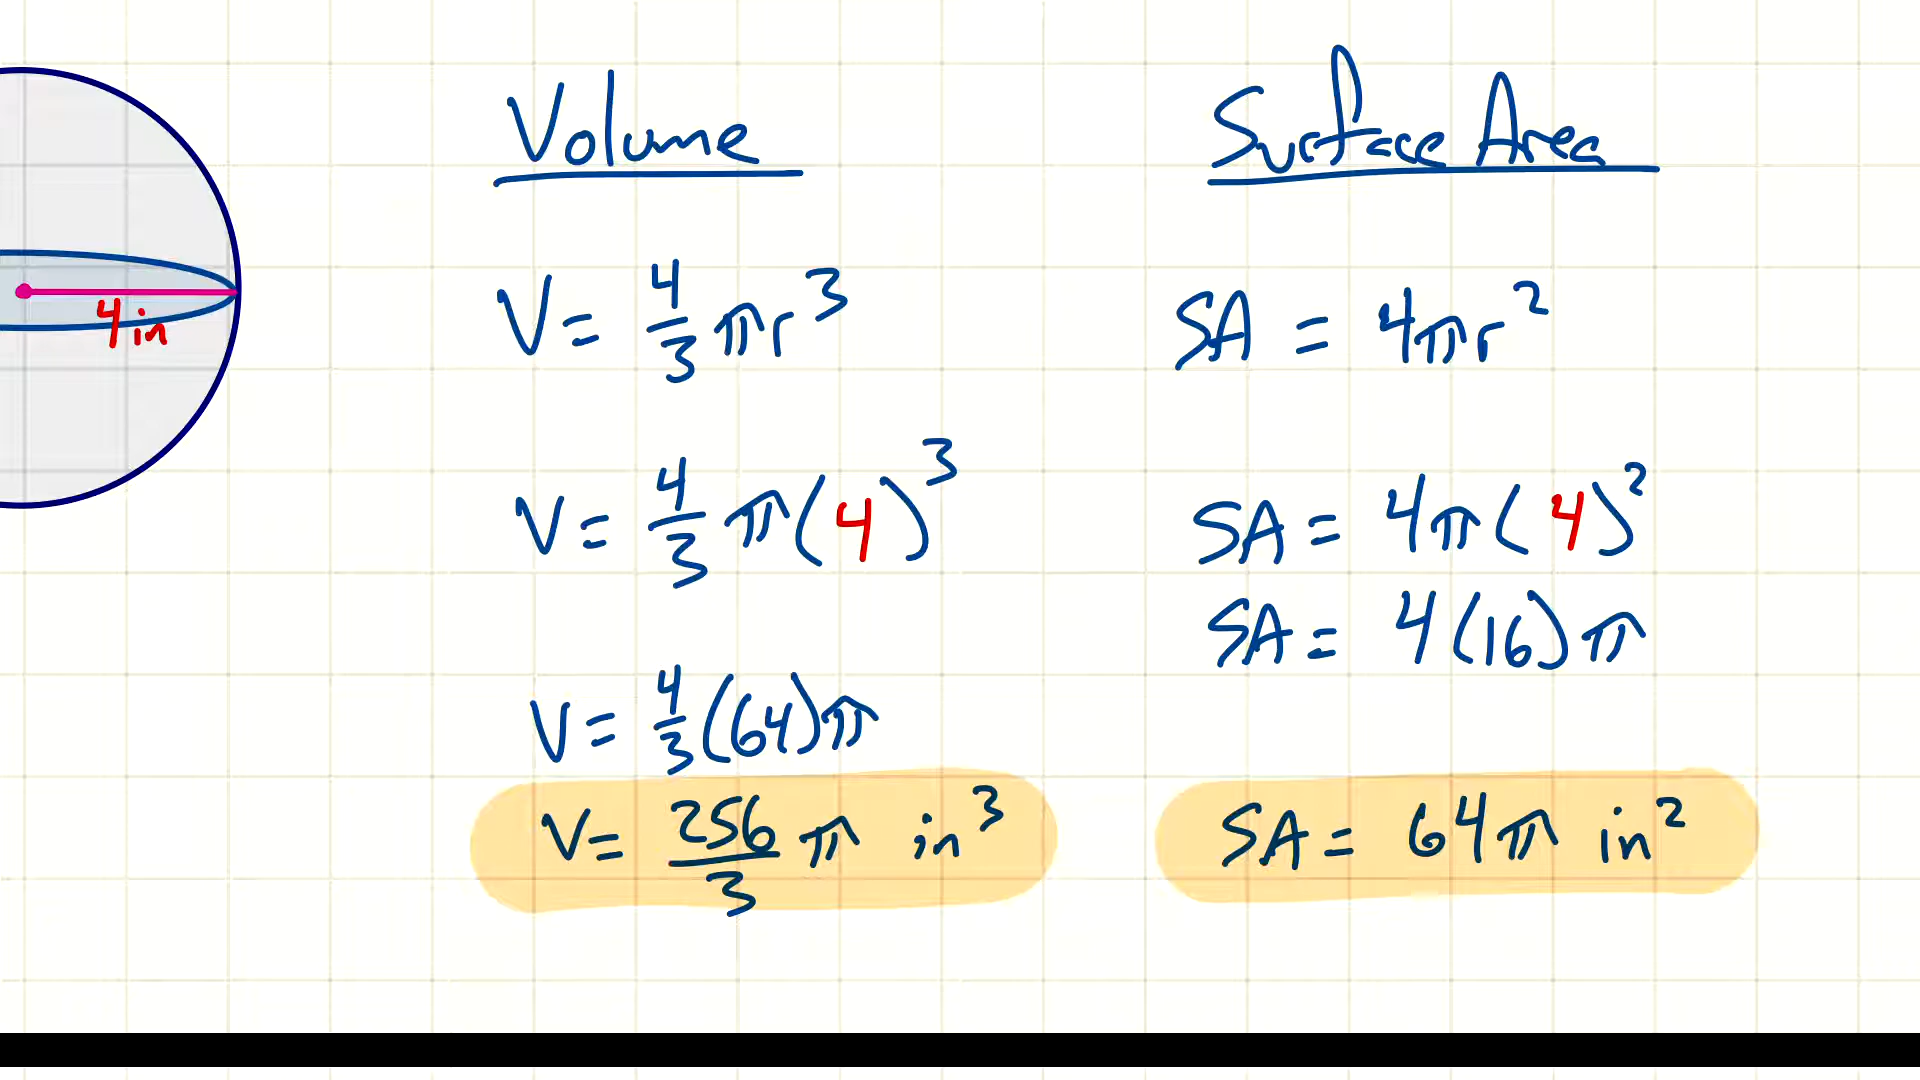 4 in
Volume
V = 4/3 πr³
V = 4/3 π(4)³
V = 4/3 (64)π
V = 256/3 π in³
Surface Area
SA = 4πr²
SA = 4π(4)²
SA = 4(16)π
SA = 64π in²